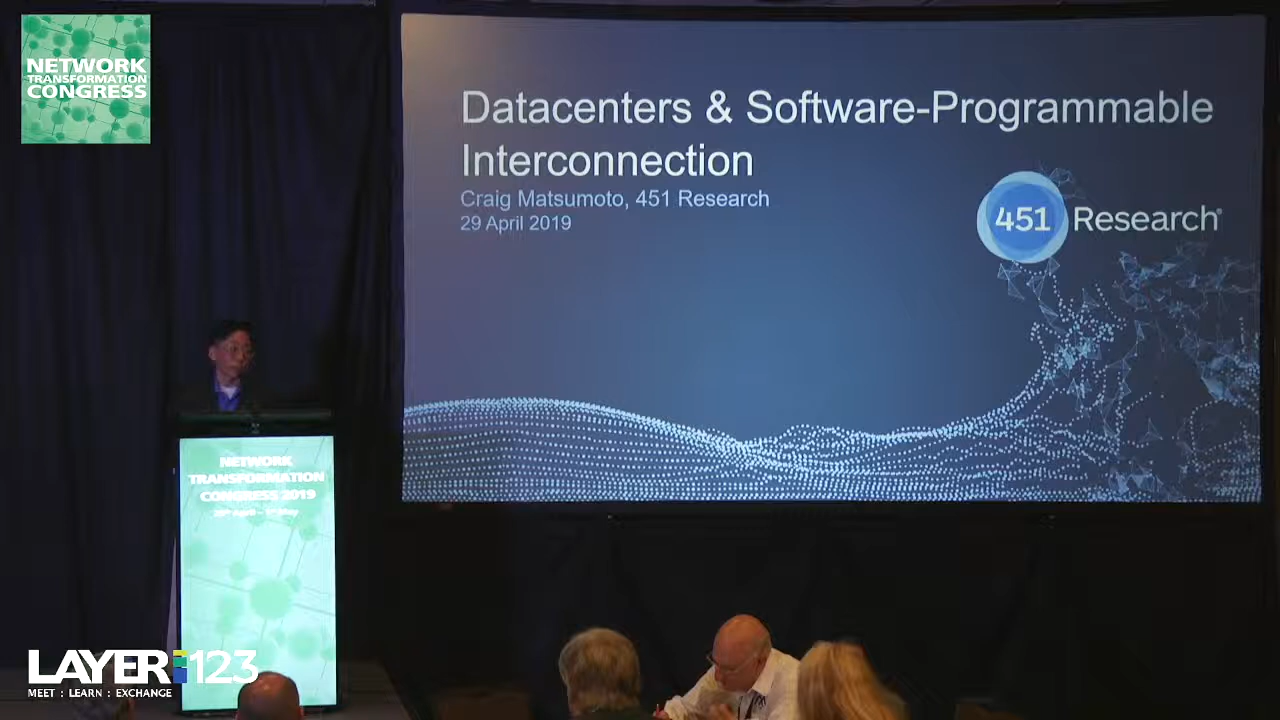 NETWORK
TRANSFORMATION
CONGRESS
Datacenters & Software-Programmable
Interconnection
Craig Matsumoto, 451 Research
29 April 2019
451 Research®
NETWORK
TRANSFORMATION
CONGRESS 2019
LAYER123
MEET : LEARN : EXCHANGE